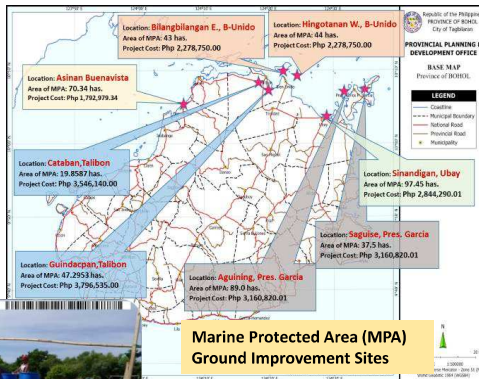 Location: Bilangbilangan E., B-Unido
Area of MPA: 43 has.
Project Cost: Php 2,278,750.00
Location: Hingotanan W., B-Unido
Area of MPA: 44 has.
Project Cost: Php 2,278,750.00
Republic of the Philippines
PROVINCE OF BOHOL
City of Tagbilaran
PROVINCIAL PLANNING &
DEVELOPMENT OFFICE
BASE MAP
Province of BOHOL
LEGEND
Coastline
Municipal Boundary
National Road
Provincial Road
Municipality
Location: Asinan Buenavista
Area of MPA: 70.34 has.
Project Cost: Php 1,792,979.34
Location: Cataban,Talibon
Area of MPA: 19.8587 has.
Project Cost: Php 3,546,140.00
Location: Sinandigan, Ubay
Area of MPA: 97.45 has.
Project Cost: Php 2,844,290.01
Location: Saguise, Pres. Garcia
Area of MPA: 37.5 has.
Project Cost: Php 3,160,820.01
Location: Guindacpan,Talibon
Area of MPA: 47.2953 has.
Project Cost: Php 3,796,535.00
Location: Aguining, Pres. Garcia
Area of MPA: 89.0 has.
Project Cost: Php 3,160,820.01
Marine Protected Area (MPA)
Ground Improvement Sites
N